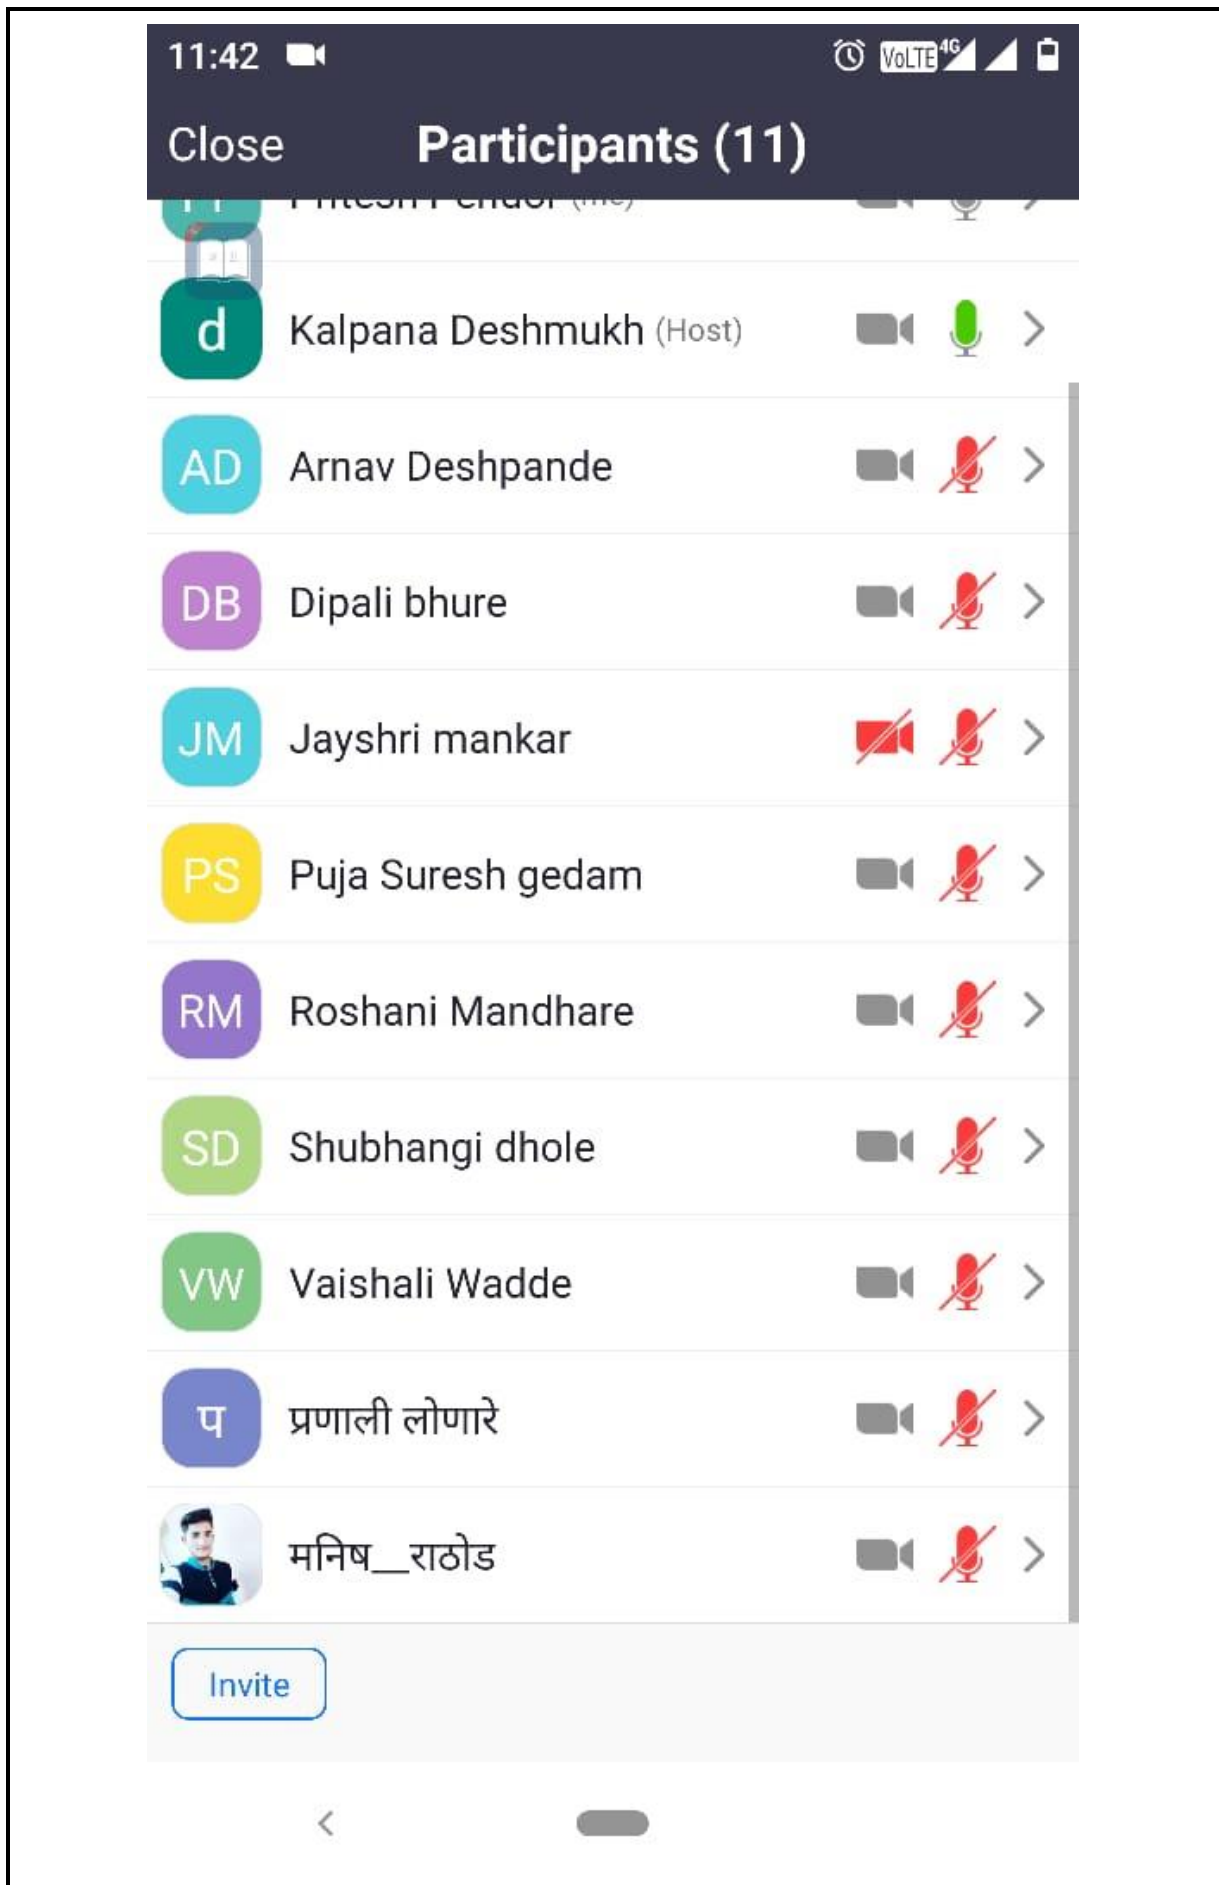 11:42 VoLTE 4G
Close Participants (11)
(me)
d Kalpana Deshmukh (Host)
AD Arnav Deshpande
DB Dipali bhure
JM Jayshri mankar
PS Puja Suresh gedam
RM Roshani Mandhare
SD Shubhangi dhole
VW Vaishali Wadde
प प्रणाली लोणारे
मनिष__राठोड
Invite